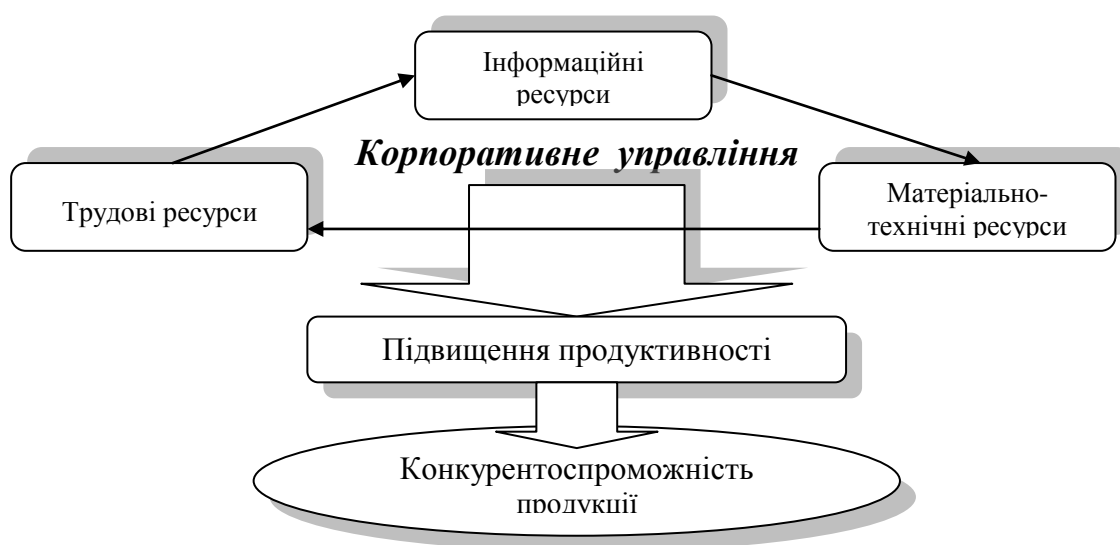 Інформаційні
ресурси
Корпоративне управління
Трудові ресурси
Матеріально-
технічні ресурси
Підвищення продуктивності
Конкурентоспроможність
продукції